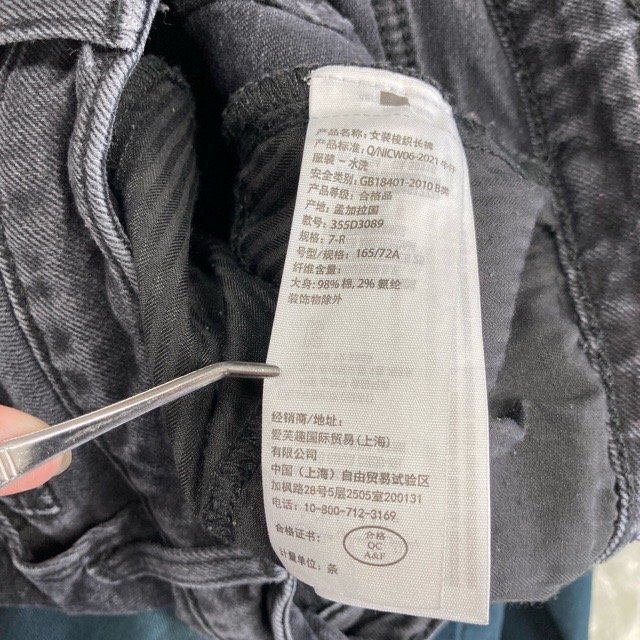 产品名称: 女装梭织长裤
产品标准: Q/NICW06-2021
服装-水洗
安全类别: GB18401-2010 B类
产品等级: 合格品
产地: 孟加拉国
款号: 355D3089
规格: 7-R
号型/规格: 165/72A
纤维含量:
大身: 98% 棉, 2% 氨纶
装饰物除外
经销商/地址:
爱芙趣国际贸易(上海)
有限公司
中国 (上海) 自由贸易试验区
加枫路28号5层2505室200131
电话: 10-800-712-3169
合格证书:
合格
QC
A&F
计量单位: 条